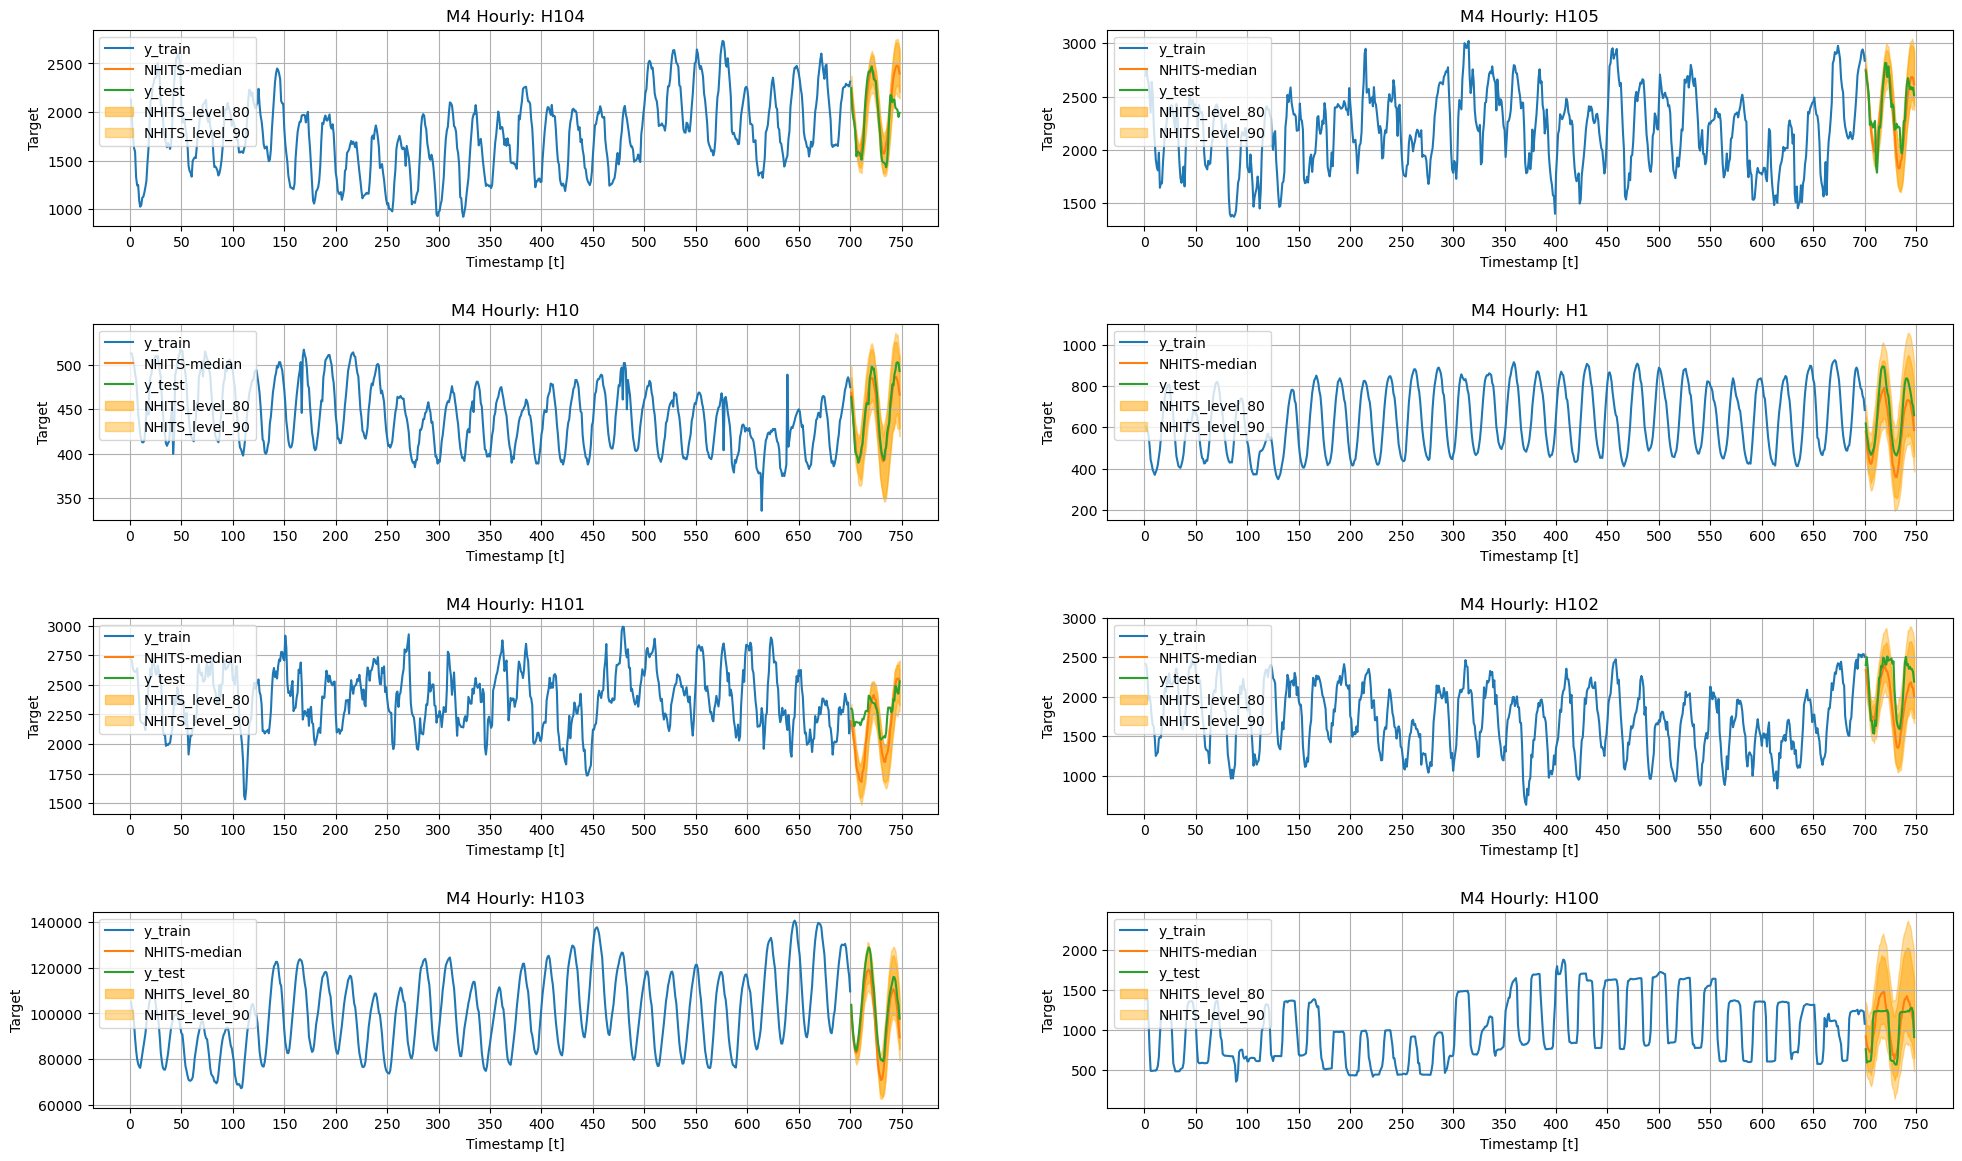 M4 Hourly: H104
Target
2500
2000
1500
1000
y_train
NHITS-median
y_test
NHITS_level_80
NHITS_level_90
0 50 100 150 200 250 300 350 400 450 500 550 600 650 700 750
Timestamp [t]
M4 Hourly: H105
Target
3000
2500
2000
1500
y_train
NHITS-median
y_test
NHITS_level_80
NHITS_level_90
0 50 100 150 200 250 300 350 400 450 500 550 600 650 700 750
Timestamp [t]
M4 Hourly: H10
Target
500
450
400
350
y_train
NHITS-median
y_test
NHITS_level_80
NHITS_level_90
0 50 100 150 200 250 300 350 400 450 500 550 600 650 700 750
Timestamp [t]
M4 Hourly: H1
Target
1000
800
600
400
200
y_train
NHITS-median
y_test
NHITS_level_80
NHITS_level_90
0 50 100 150 200 250 300 350 400 450 500 550 600 650 700 750
Timestamp [t]
M4 Hourly: H101
Target
3000
2750
2500
2250
2000
1750
1500
y_train
NHITS-median
y_test
NHITS_level_80
NHITS_level_90
0 50 100 150 200 250 300 350 400 450 500 550 600 650 700 750
Timestamp [t]
M4 Hourly: H102
Target
3000
2500
2000
1500
1000
y_train
NHITS-median
y_test
NHITS_level_80
NHITS_level_90
0 50 100 150 200 250 300 350 400 450 500 550 600 650 700 750
Timestamp [t]
M4 Hourly: H103
Target
140000
120000
100000
80000
60000
y_train
NHITS-median
y_test
NHITS_level_80
NHITS_level_90
0 50 100 150 200 250 300 350 400 450 500 550 600 650 700 750
Timestamp [t]
M4 Hourly: H100
Target
2000
1500
1000
500
y_train
NHITS-median
y_test
NHITS_level_80
NHITS_level_90
0 50 100 150 200 250 300 350 400 450 500 550 600 650 700 750
Timestamp [t]